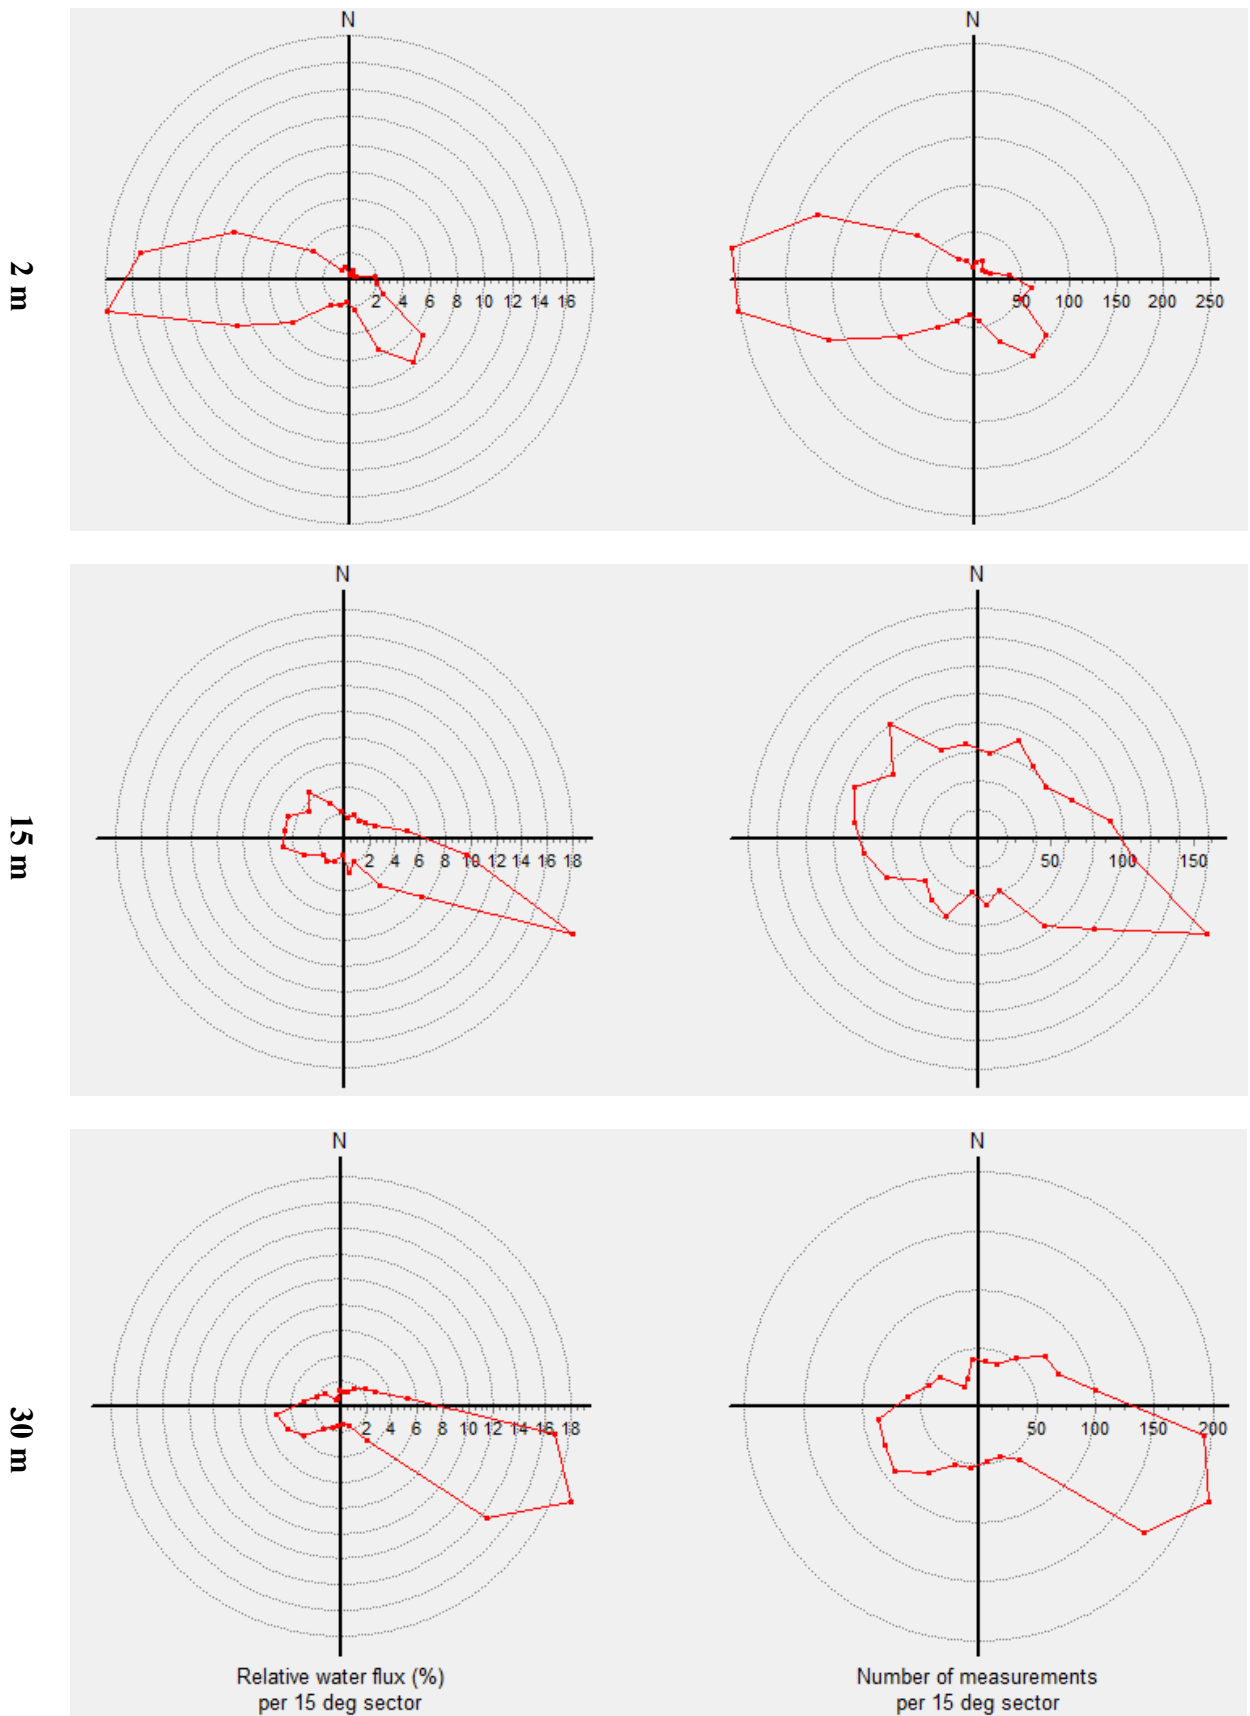 N
N
2 m
2 4 6 8 10 12 14 16
50 100 150 200 250
N
N
15 m
2 4 6 8 10 12 14 16 18
50 100 150
N
N
30 m
2 4 6 8 10 12 14 16 18
50 100 150 200
Relative water flux (%)
per 15 deg sector
Number of measurements
per 15 deg sector